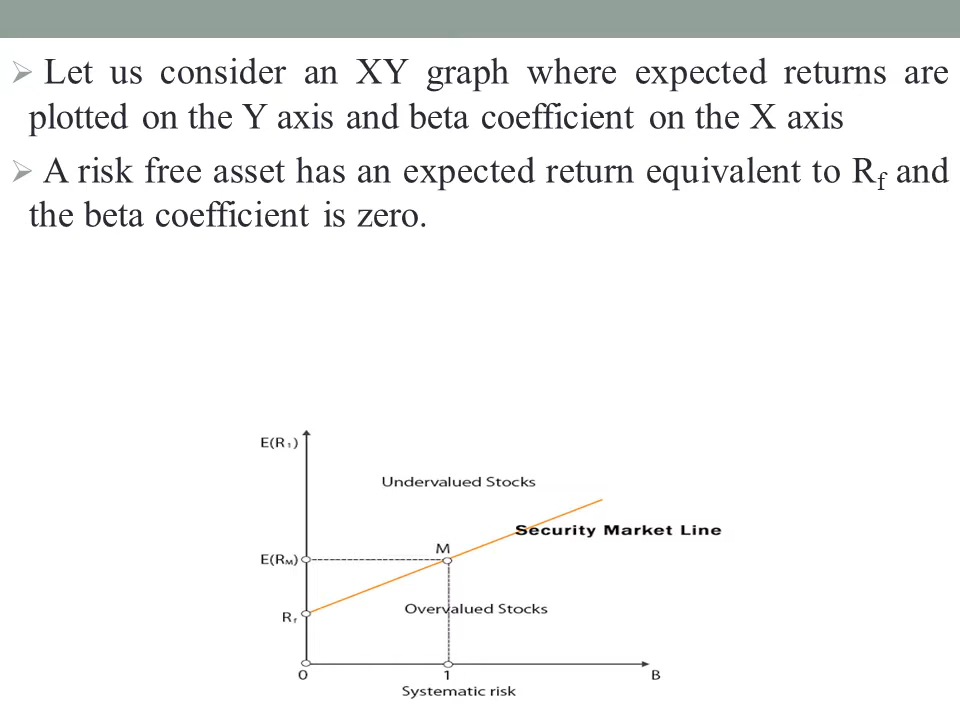 Let us consider an XY graph where expected returns are
plotted on the Y axis and beta coefficient on the X axis
A risk free asset has an expected return equivalent to Rf and
the beta coefficient is zero.
E(R1)
Undervalued Stocks
Security Market Line
M
E(RM)
Overvalued Stocks
Rf
0
1
B
Systematic risk